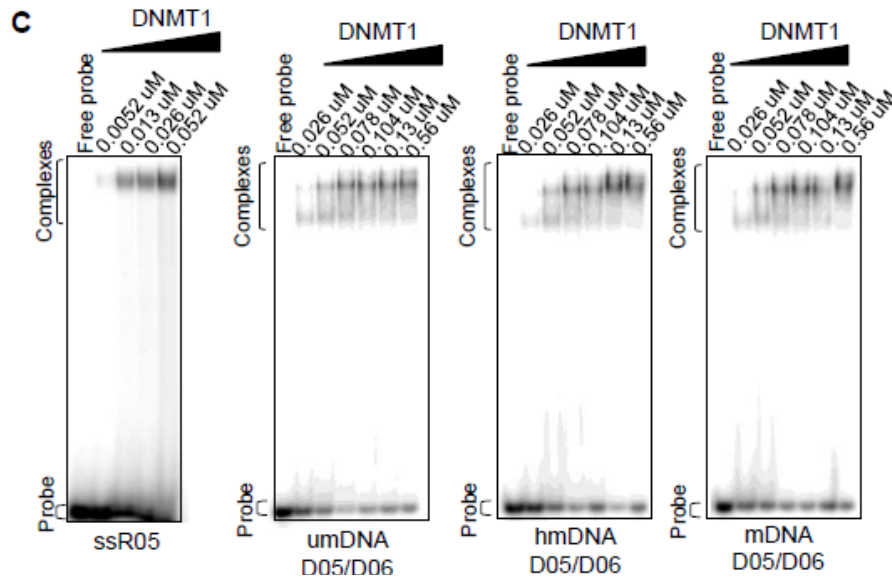 C
DNMT1
Free probe
0.0052 uM
0.013 uM
0.026 uM
0.052 uM
Complexes
Probe
ssR05
DNMT1
Free probe
0.026 uM
0.052 uM
0.078 uM
0.104 uM
0.13 uM
0.56 uM
Complexes
Probe
umDNA
D05/D06
DNMT1
Free probe
0.026 uM
0.052 uM
0.078 uM
0.104 uM
0.13 uM
0.56 uM
Complexes
Probe
hmDNA
D05/D06
DNMT1
Free probe
0.026 uM
0.052 uM
0.078 uM
0.104 uM
0.13 uM
0.56 uM
Complexes
Probe
mDNA
D05/D06